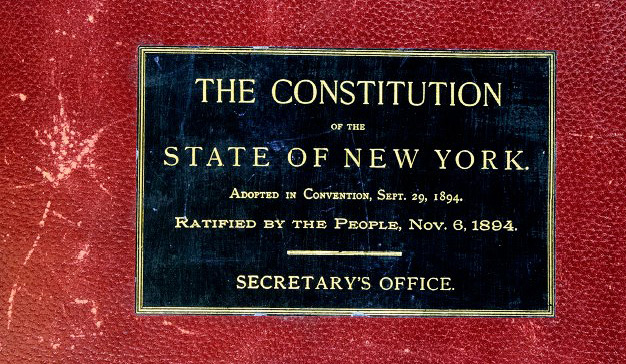 THE CONSTITUTION
OF THE
STATE OF NEW YORK.
ADOPTED IN CONVENTION, SEPT. 29, 1894.
RATIFIED BY THE PEOPLE, NOV. 6, 1894.
SECRETARY'S OFFICE.